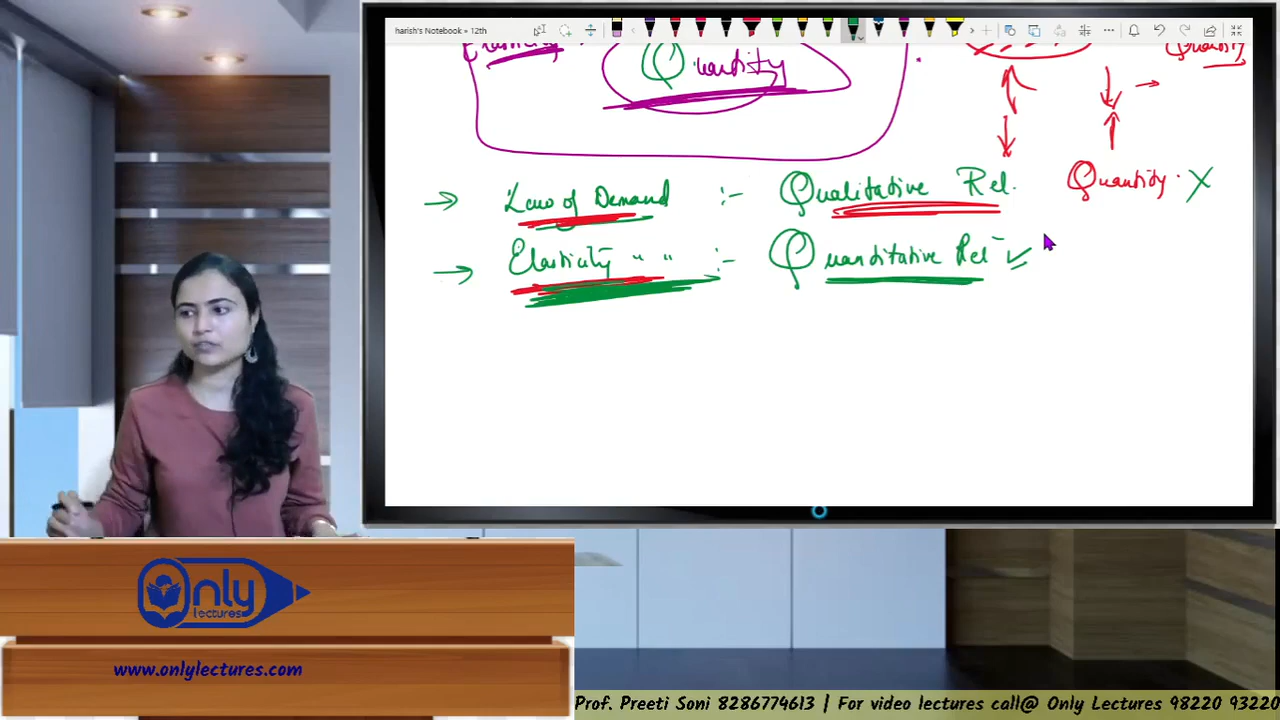 harish's Notebook » 12th
Quantity
Quantity
→ Law of Demand :- Qualitative Rel. Quantity. X
→ Elasticity " " :- Quantitative Rel ✓
Only
lectures
www.onlylectures.com
Prof. Preeti Soni 8286774613 | For video lectures call@ Only Lectures 98220 93220